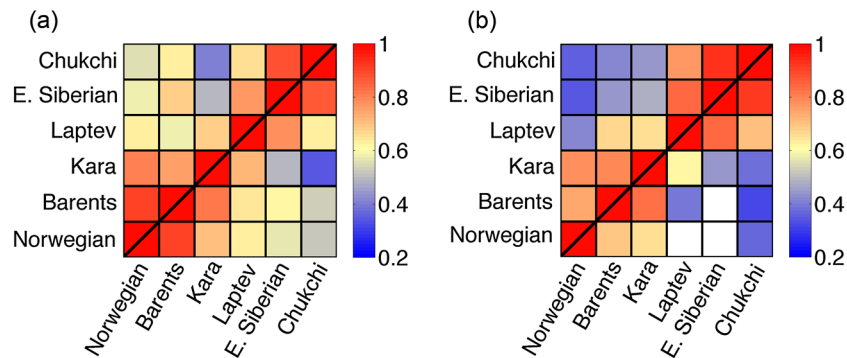 (a)
Chukchi
E. Siberian
Laptev
Kara
Barents
Norwegian
Norwegian
Barents
Kara
Laptev
E. Siberian
Chukchi
1
0.8
0.6
0.4
0.2
(b)
Chukchi
E. Siberian
Laptev
Kara
Barents
Norwegian
Norwegian
Barents
Kara
Laptev
E. Siberian
Chukchi
1
0.8
0.6
0.4
0.2